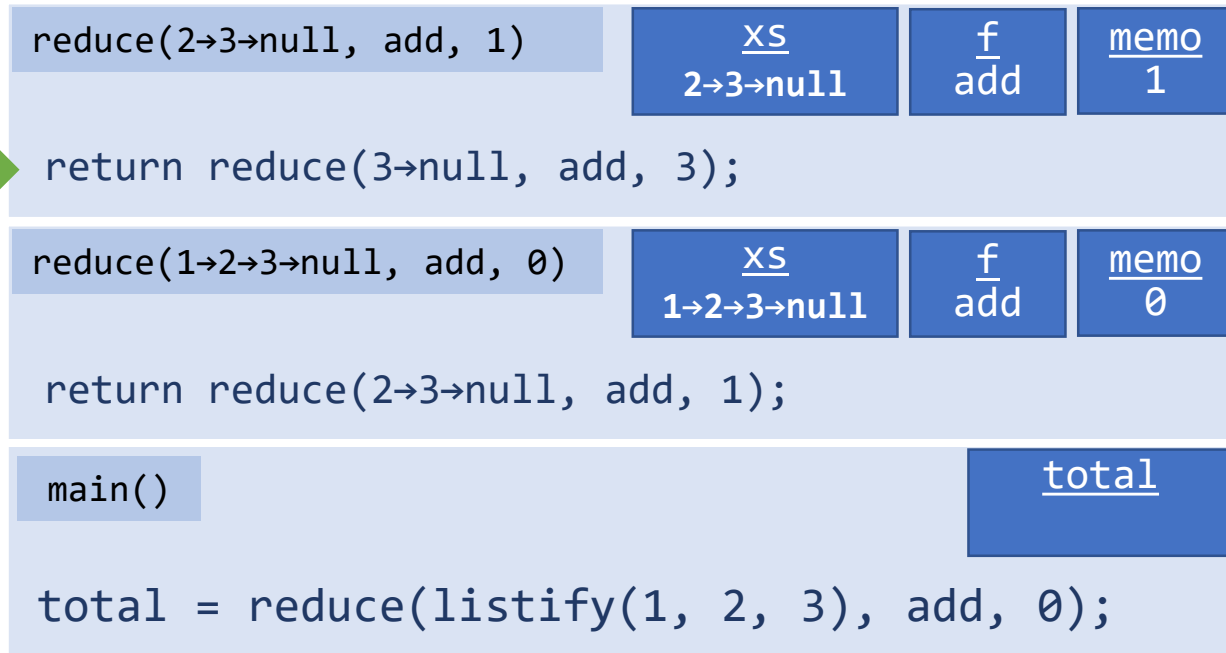 reduce(2→3→null, add, 1)
xs
2→3→null
f
add
memo
1
return reduce(3→null, add, 3);
reduce(1→2→3→null, add, 0)
xs
1→2→3→null
f
add
memo
0
return reduce(2→3→null, add, 1);
main()
total
total = reduce(listify(1, 2, 3), add, 0);